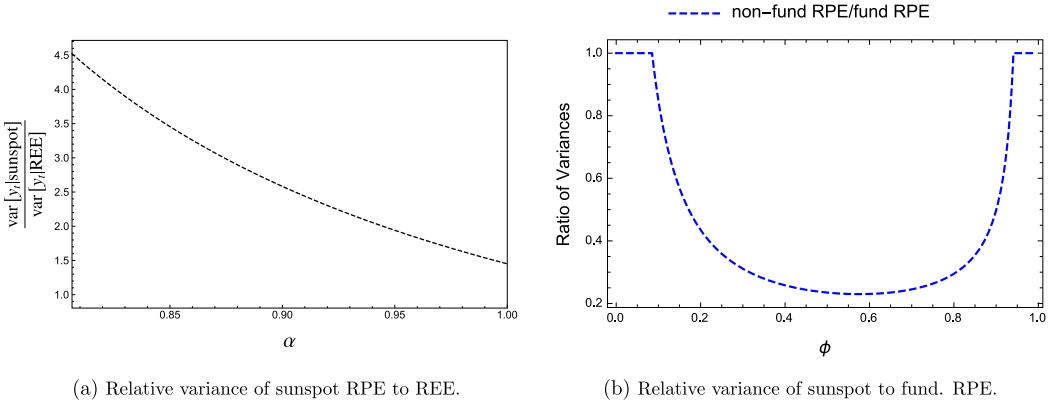 var [yₜ|sunspot]
var [yₜ|REE]
4.5
4.0
3.5
3.0
2.5
2.0
1.5
1.0
0.85
0.90
0.95
1.00
α
(a) Relative variance of sunspot RPE to REE.
non-fund RPE/fund RPE
Ratio of Variances
1.0
0.8
0.6
0.4
0.2
0.0
0.2
0.4
0.6
0.8
1.0
ϕ
(b) Relative variance of sunspot to fund. RPE.